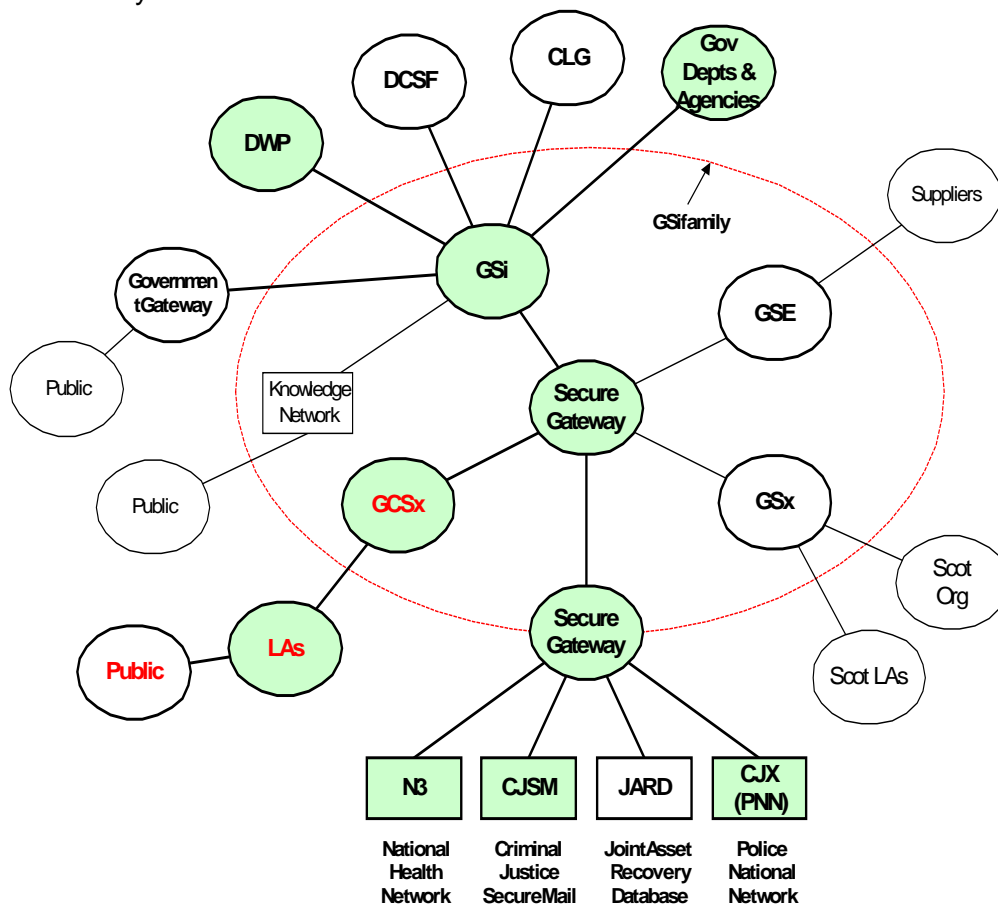 Gov
Depts &
Agencies
CLG
DCSF
DWP
Suppliers
GSifamily
GSi
Governmen
tGateway
GSE
Public
Knowledge
Network
Secure
Gateway
Public
GCSx
GSx
Scot
Org
Secure
Gateway
LAs
Public
Scot LAs
N3
CJSM
JARD
CJX
(PNN)
National
Health
Network
Criminal
Justice
SecureMail
JointAsset
Recovery
Database
Police
National
Network